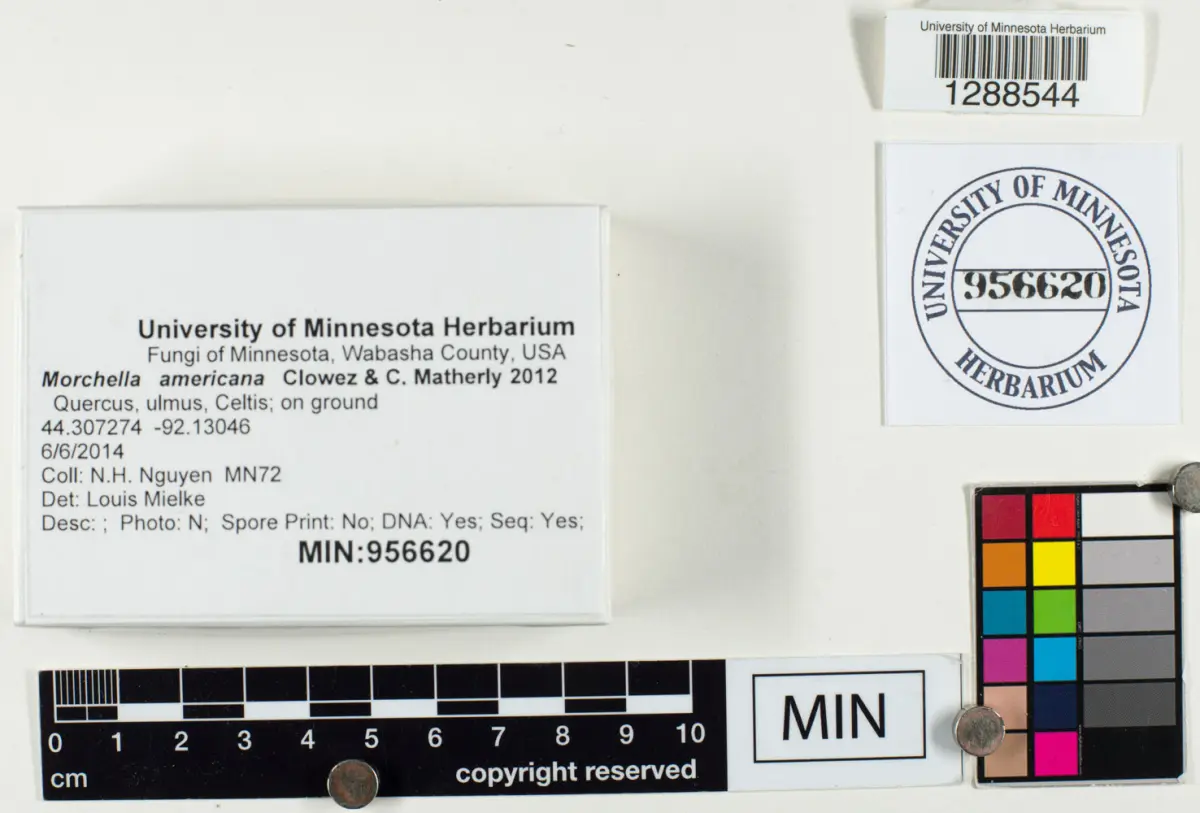 University of Minnesota Herbarium
1288544
UNIVERSITY OF MINNESOTA
956620
HERBARIUM
University of Minnesota Herbarium
Fungi of Minnesota, Wabasha County, USA
Morchella americana Clowez & C. Matherly 2012
Quercus, ulmus, Celtis; on ground
44.307274 -92.13046
6/6/2014
Coll: N.H. Nguyen MN72
Det: Louis Mielke
Desc: ; Photo: N; Spore Print: No; DNA: Yes; Seq: Yes;
MIN:956620
0 1 2 3 4 5 6 7 8 9 10
cm
copyright reserved
MIN